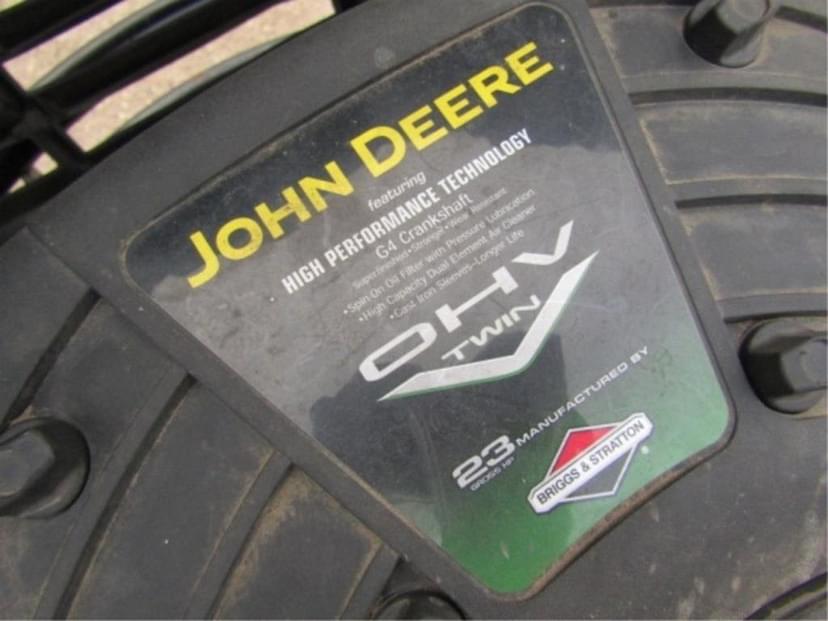 JOHN DEERE
featuring
HIGH PERFORMANCE TECHNOLOGY
G4 Crankshaft
Superfinished•Stronger•Wear Resistant
•Spin On Oil Filter with Pressure Lubrication
•High Capacity Dual Element Air Cleaner
•Cast Iron Sleeves-Longer Life
OHV
TWIN
23 MANUFACTURED BY
GROSS HP
BRIGGS & STRATTON